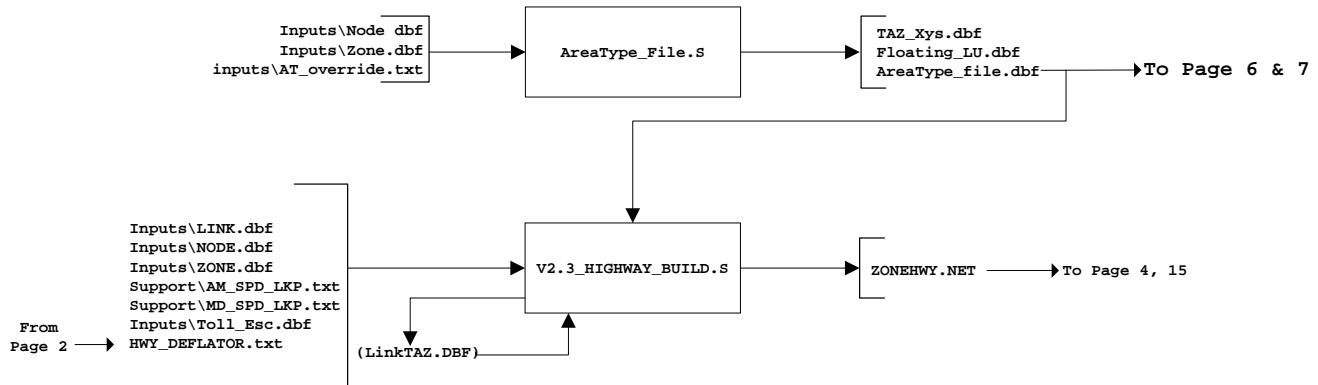 Inputs\Node dbf
Inputs\Zone.dbf
inputs\AT_override.txt
AreaType_File.S
TAZ_Xys.dbf
Floating_LU.dbf
AreaType_file.dbf
To Page 6 & 7
Inputs\LINK.dbf
Inputs\NODE.dbf
Inputs\ZONE.dbf
Support\AM_SPD_LKP.txt
Support\MD_SPD_LKP.txt
Inputs\Toll_Esc.dbf
HWY_DEFLATOR.txt
From
Page 2
V2.3_HIGHWAY_BUILD.S
(LinkTAZ.DBF)
ZONEHWY.NET
To Page 4, 15